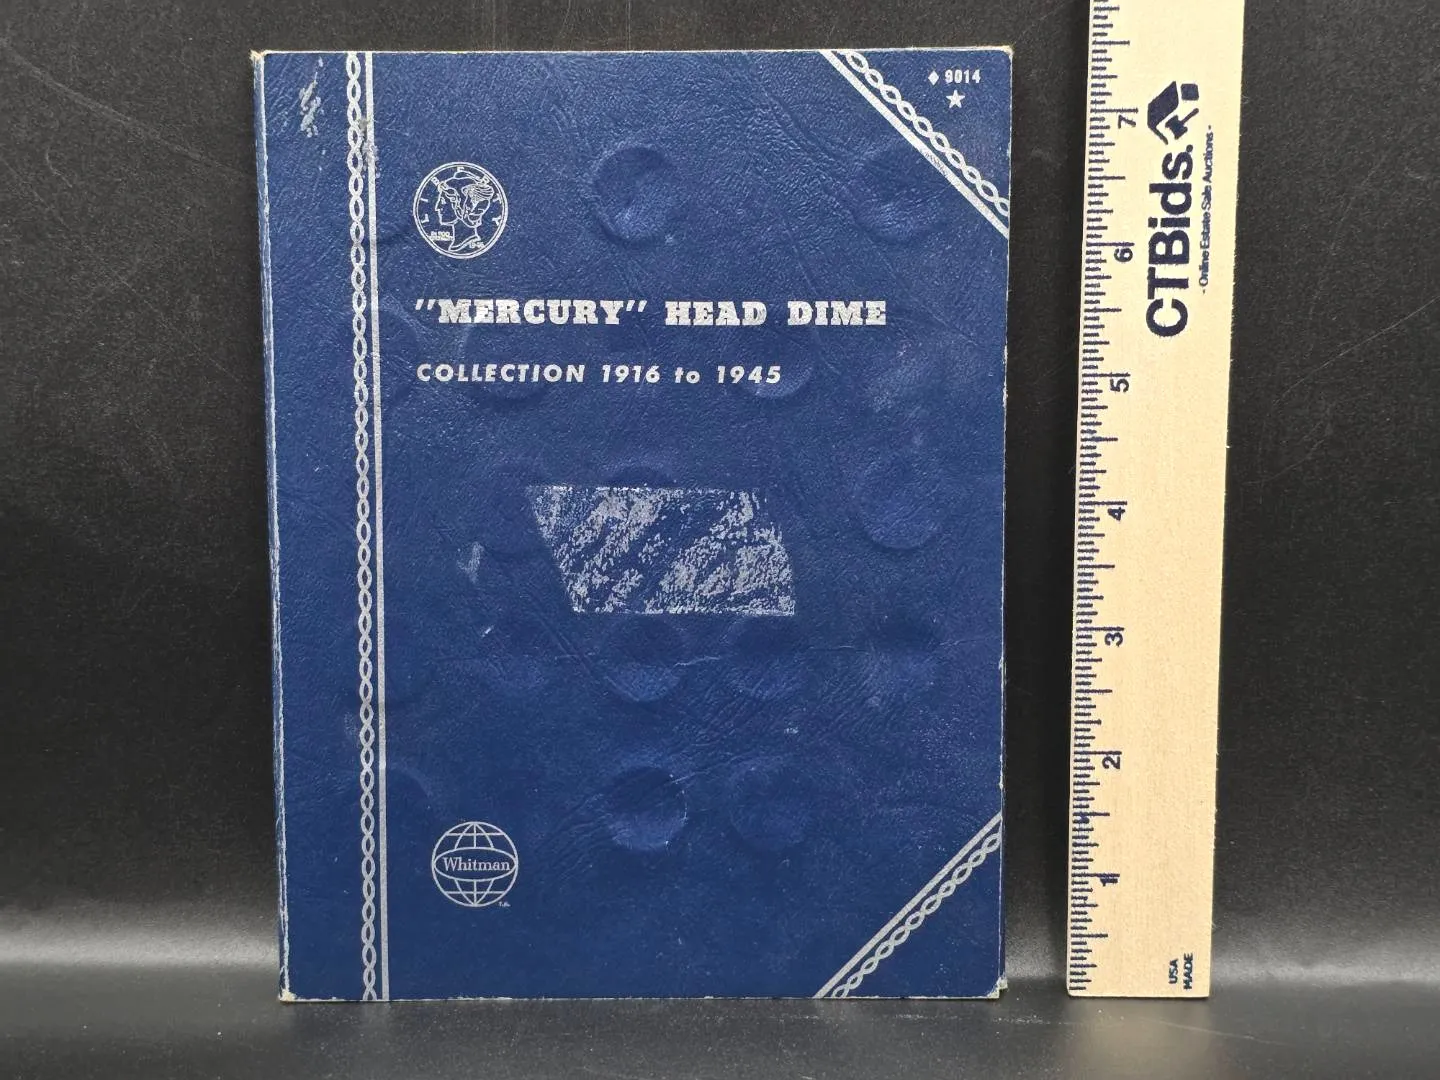 ♦ 9014
★
LIBERTY
"MERCURY" HEAD DIME
COLLECTION 1916 to 1945
Whitman
CTBids.
- Online Estate Sale Auctions -
7
6
5
4
3
2
1
USA
MADE